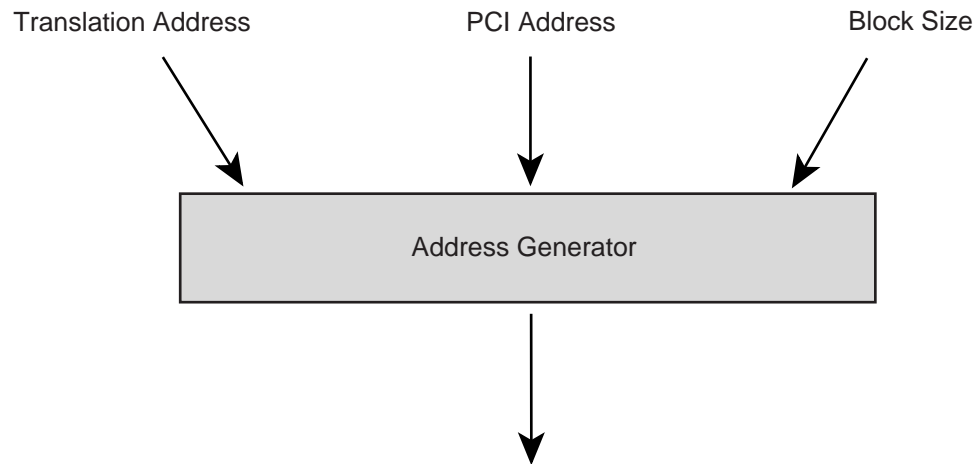 Translation Address
PCI Address
Block Size
Address Generator